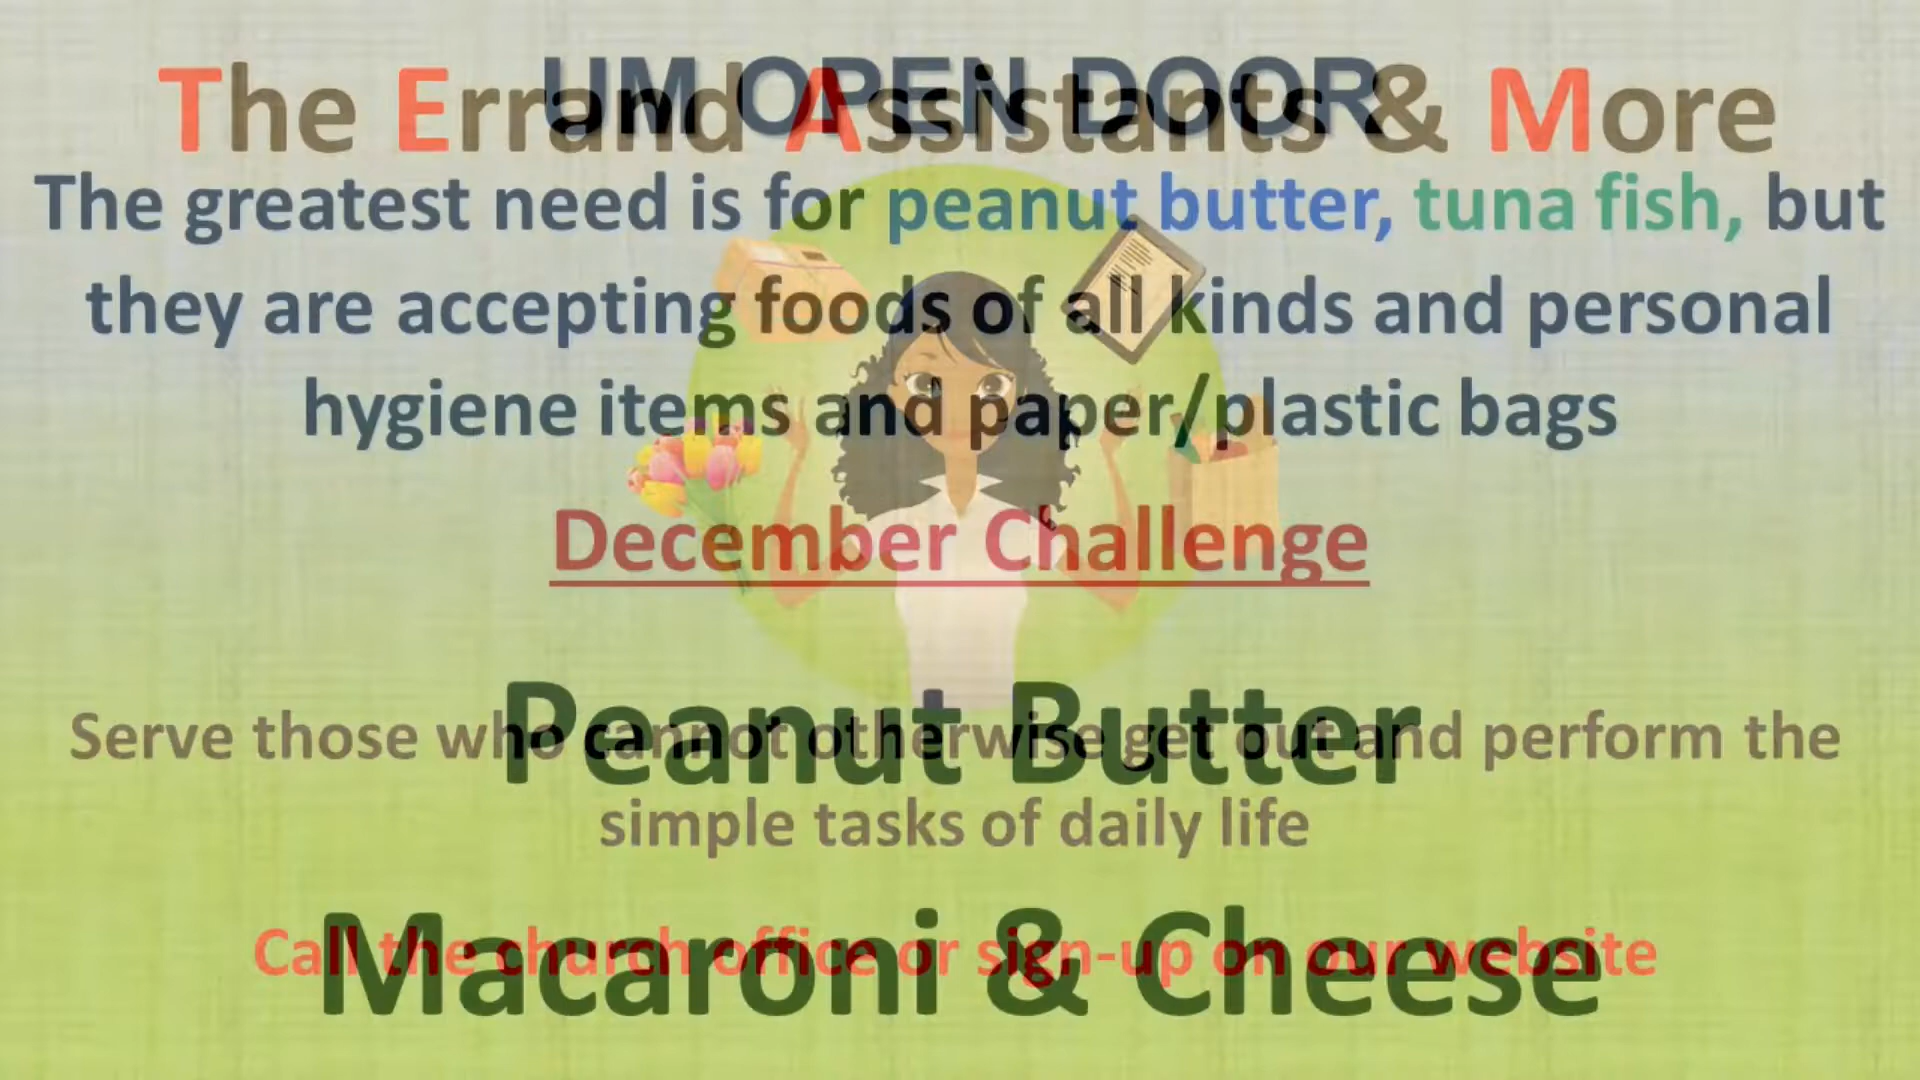 UM OPEN DOOR
The Errand Assistants & More
The greatest need is for peanut butter, tuna fish, but
they are accepting foods of all kinds and personal
hygiene items and paper/plastic bags
December Challenge
Peanut Butter
Serve those who cannot otherwise get out and perform the
simple tasks of daily life
Macaroni & Cheese
Call the church office or sign-up on our website